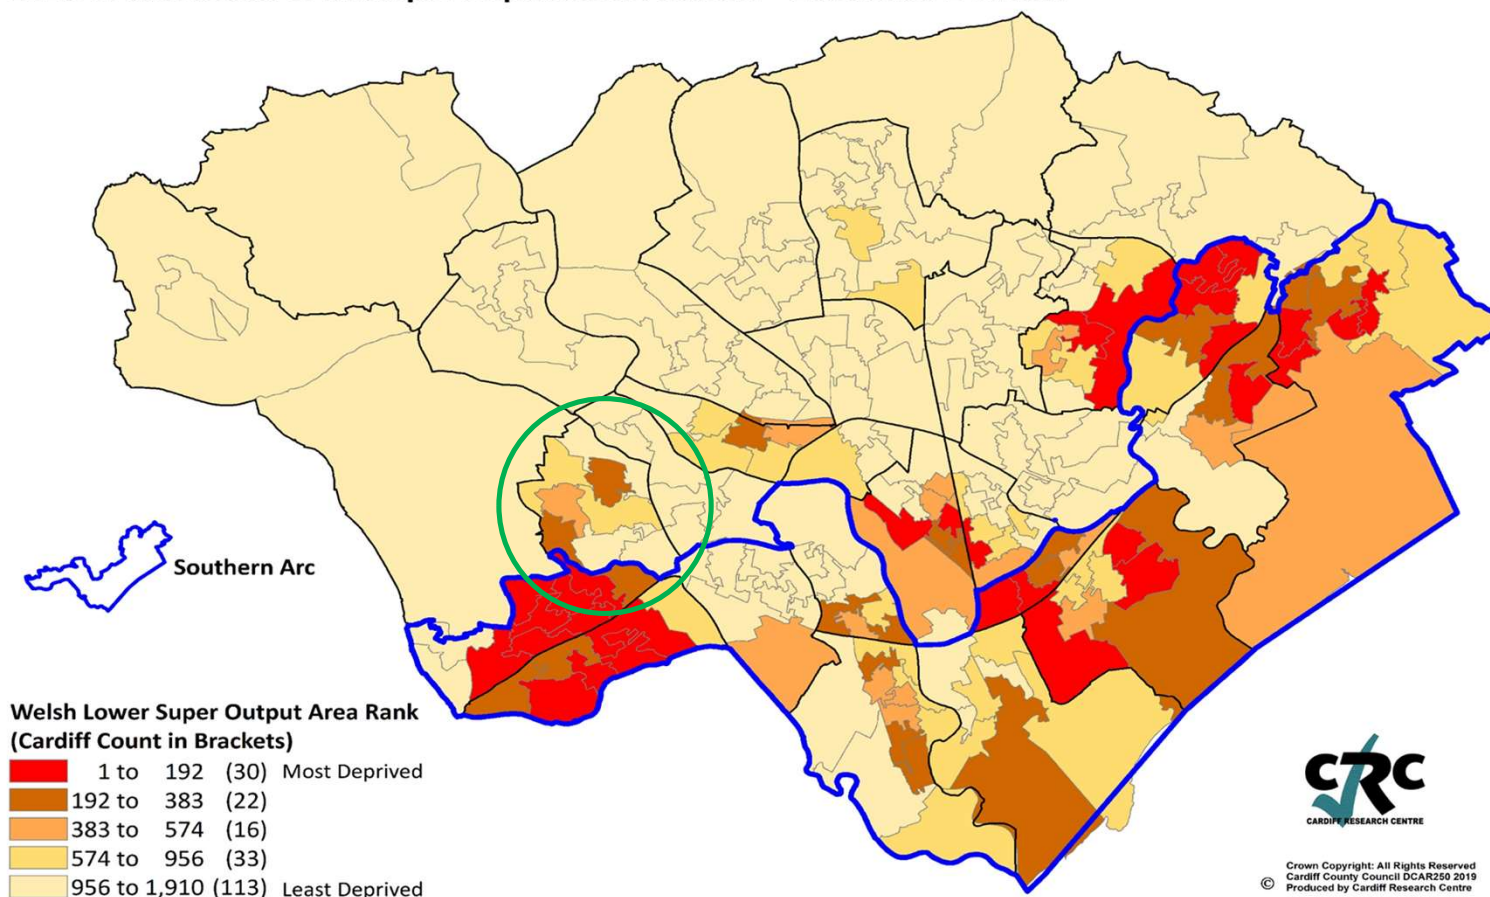 Southern Arc
Welsh Lower Super Output Area Rank
(Cardiff Count in Brackets)
1 to 192 (30) Most Deprived
192 to 383 (22)
383 to 574 (16)
574 to 956 (33)
956 to 1,910 (113) Least Deprived
CRC
CARDIFF RESEARCH CENTRE
Crown Copyright: All Rights Reserved
Cardiff County Council DCAR250 2019
© Produced by Cardiff Research Centre